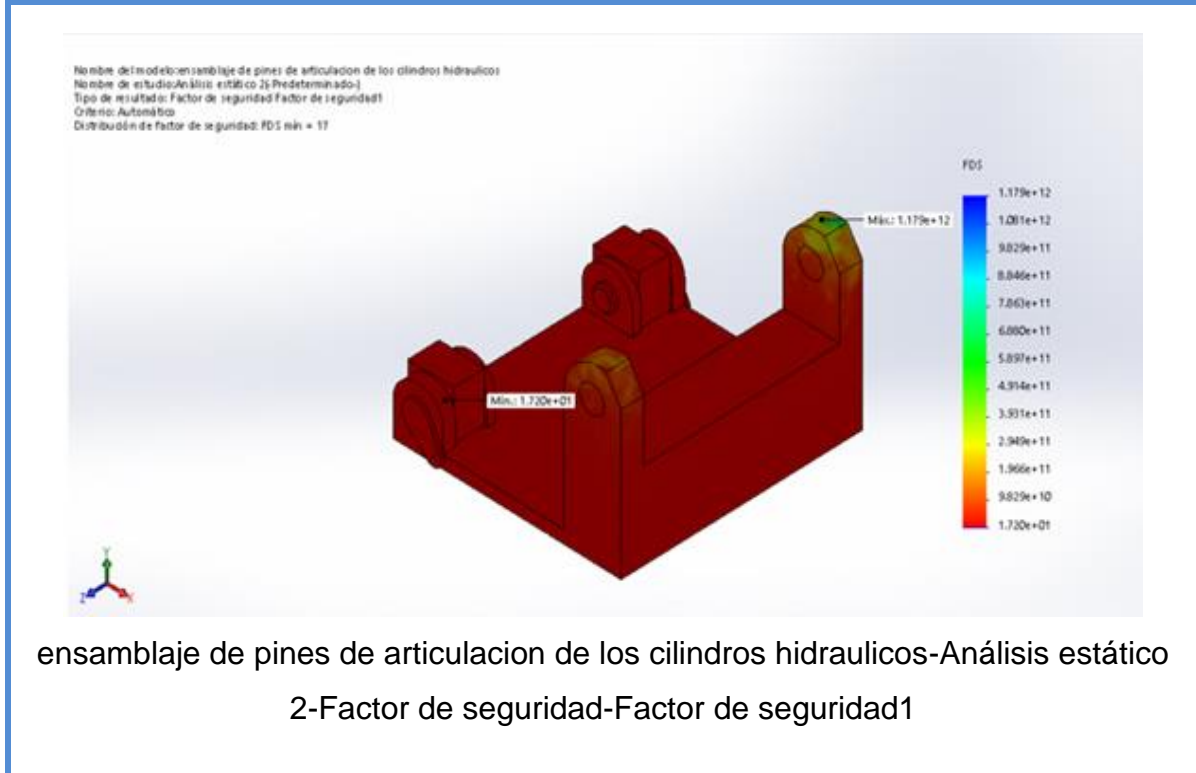 Nombre del modelo:ensamblaje de pines de articulacion de los cilindros hidraulicos
Nombre de estudio:Análisis estático 2(-Predeterminado-)
Tipo de resultado: Factor de seguridad Factor de seguridad1
Criterio: Automático
Distribución de factor de seguridad: FDS mín = 17
FDS
1.179e+12
Máx.: 1.179e+12
1.081e+12
9.829e+11
8.846e+11
7.863e+11
6.880e+11
5.897e+11
4.914e+11
Mín.: 1.720e+01
3.931e+11
2.949e+11
1.966e+11
9.829e+10
1.720e+01
Y
Z
X
ensamblaje de pines de articulacion de los cilindros hidraulicos-Análisis estático
2-Factor de seguridad-Factor de seguridad1